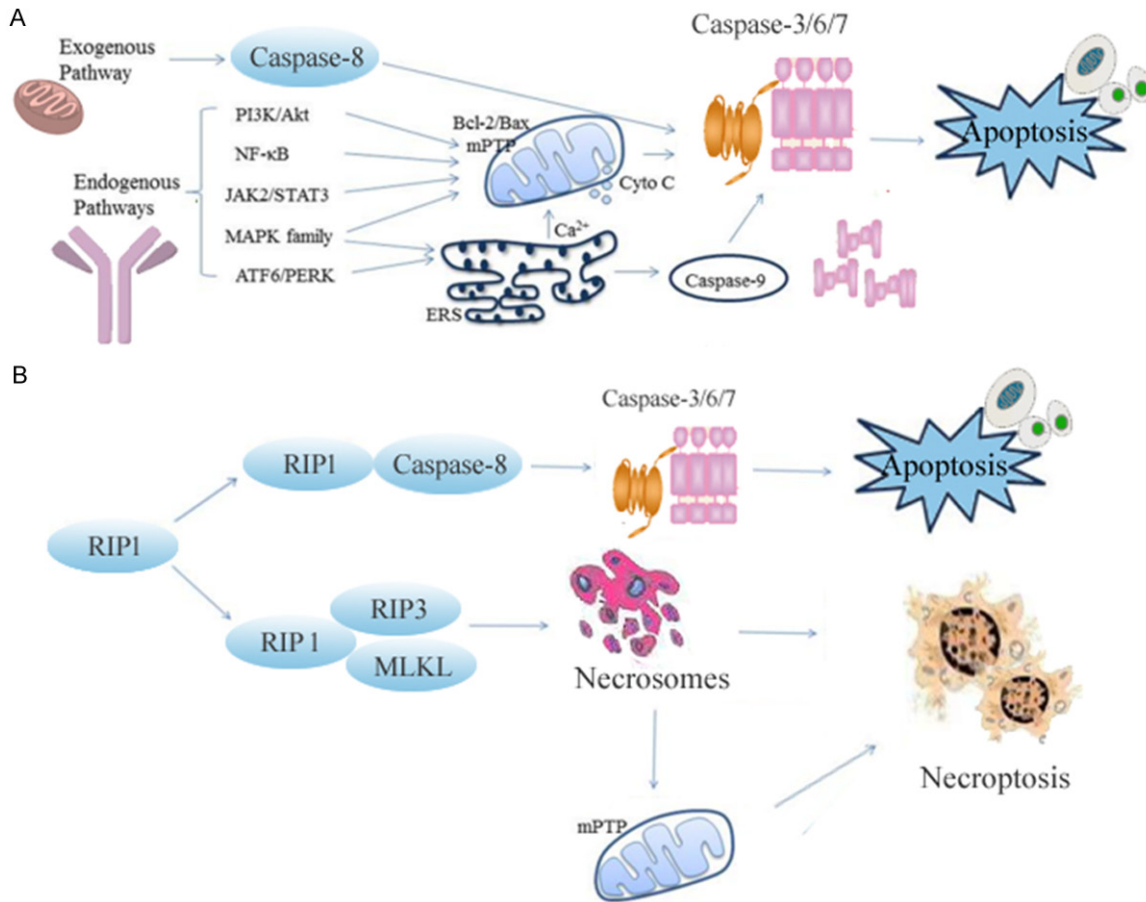 A
Exogenous
Pathway
Caspase-8
Caspase-3/6/7
Endogenous
Pathways
PI3K/Akt
NF-κB
JAK2/STAT3
MAPK family
ATF6/PERK
Bcl-2/Bax
mPTP
Cyto C
Ca²⁺
ERS
Caspase-9
Apoptosis
B
RIP1
RIP1
Caspase-8
Caspase-3/6/7
Apoptosis
RIP 1
RIP3
MLKL
Necrosomes
mPTP
Necroptosis